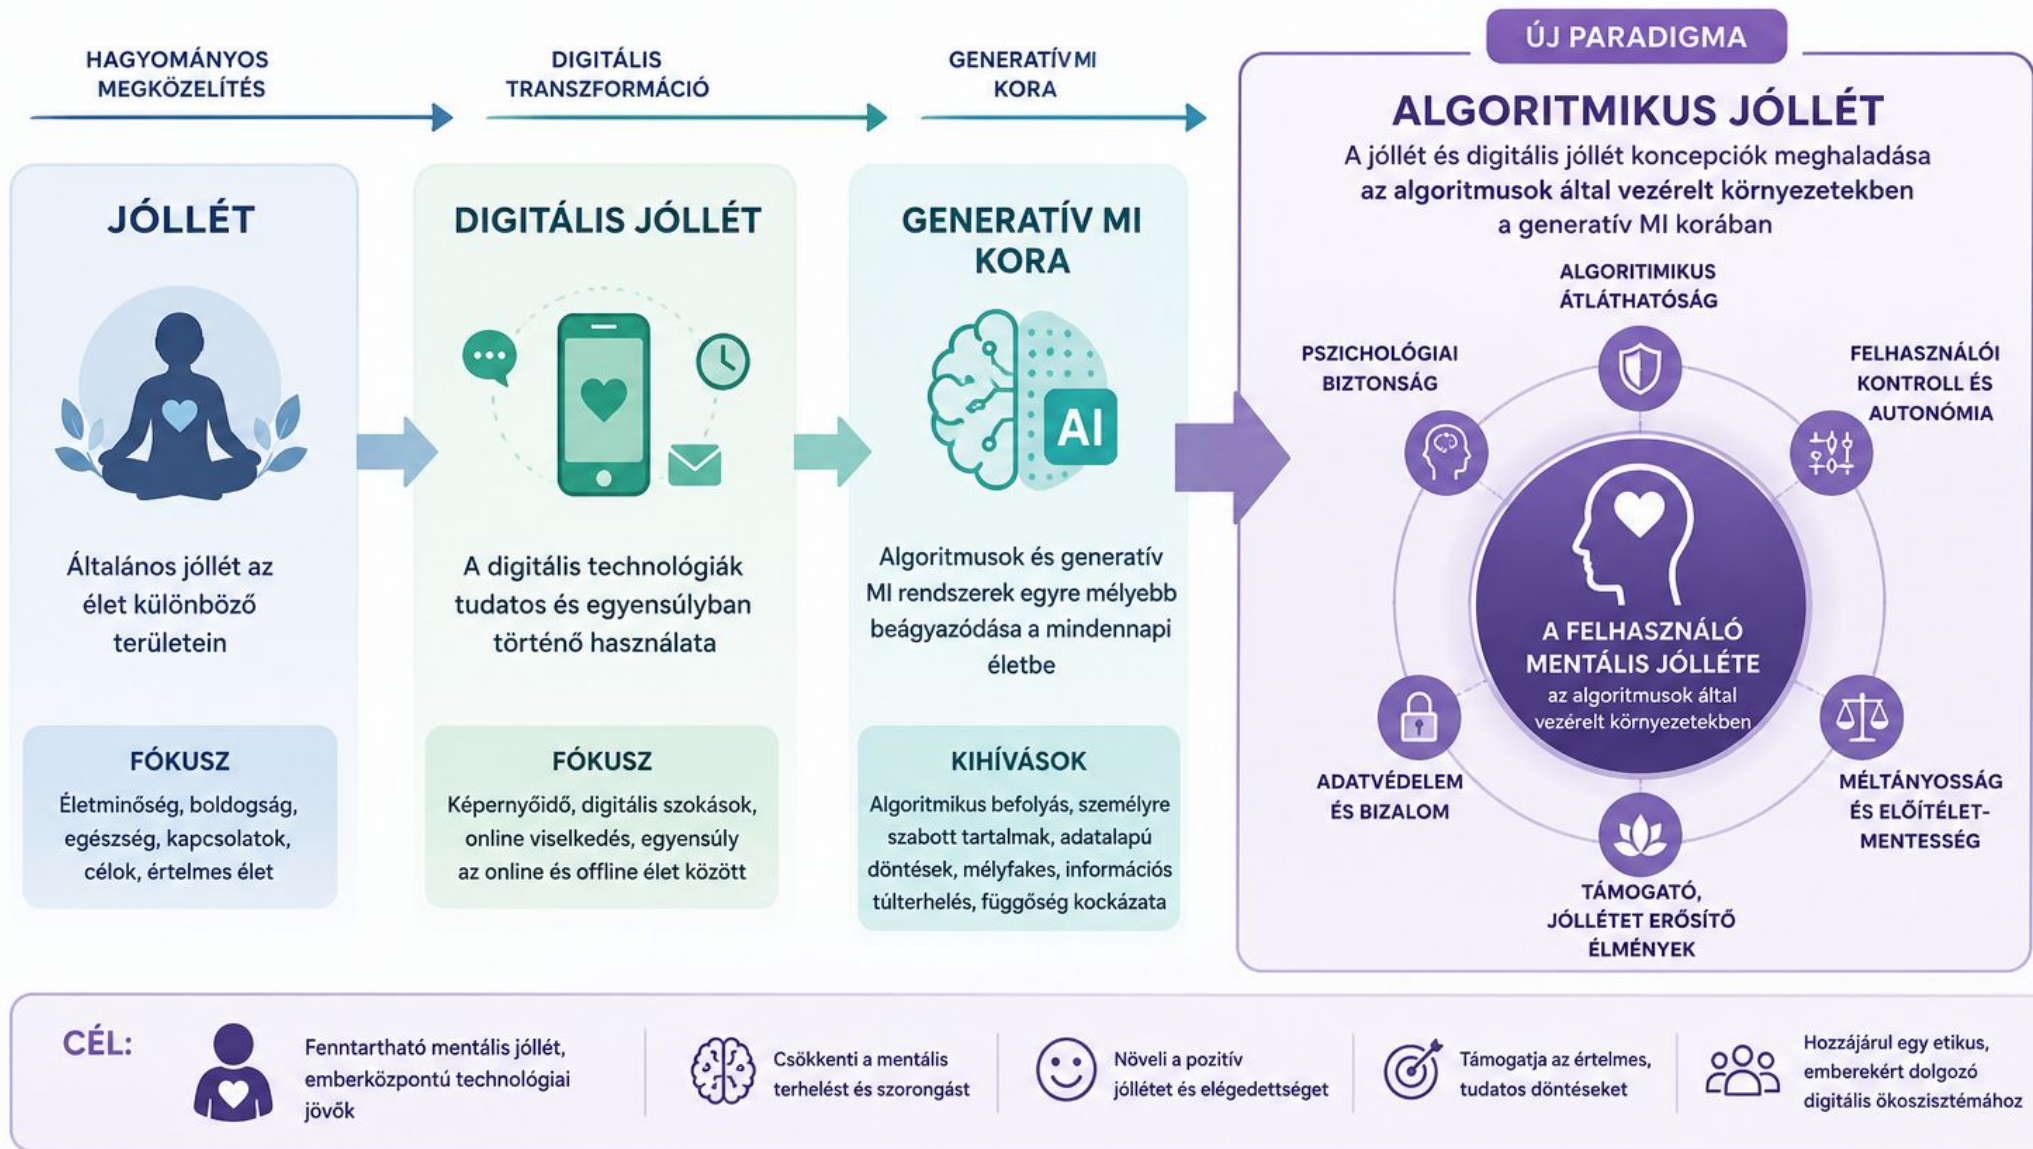 HAGYOMÁNYOS
MEGKÖZELÍTÉS
DIGITÁLIS
TRANSZFORMÁCIÓ
GENERATÍV MI
KORA
JÓLLÉT
Általános jóllét az
élet különböző
területein
FÓKUSZ
Életminőség, boldogság,
egészség, kapcsolatok,
célok, értelmes élet
DIGITÁLIS JÓLLÉT
A digitális technológiák
tudatos és egyensúlyban
történő használata
FÓKUSZ
Képernyőidő, digitális szokások,
online viselkedés, egyensúly
az online és offline élet között
GENERATÍV MI
KORA
AI
Algoritmusok és generatív
MI rendszerek egyre mélyebb
beágyazódása a mindennapi
életbe
KIHÍVÁSOK
Algoritmikus befolyás, személyre
szabott tartalmak, adatalapú
döntések, mélyfakes, információs
túlterhelés, függőség kockázata
ÚJ PARADIGMA
ALGORITMIKUS JÓLLÉT
A jóllét és digitális jóllét koncepciók meghaladása
az algoritmusok által vezérelt környezetekben
a generatív MI korában
ALGORITIMIKUS
ÁTLÁTHATÓSÁG
PSZICHOLÓGIAI
BIZTONSÁG
FELHASZNÁLÓI
KONTROLL ÉS
AUTONÓMIA
A FELHASZNÁLÓ
MENTÁLIS JÓLLÉTE
az algoritmusok által
vezérelt környezetekben
ADATVÉDELEM
ÉS BIZALOM
MÉLTÁNYOSSÁG
ÉS ELŐÍTÉLET-
MENTESSÉG
TÁMOGATÓ,
JÓLLÉTET ERŐSÍTŐ
ÉLMÉNYEK
CÉL:
Fenntartható mentális jóllét,
emberközpontú technológiai
jövők
Csökkenti a mentális
terhelést és szorongást
Növeli a pozitív
jóllétet és elégedettséget
Támogatja az értelmes,
tudatos döntéseket
Hozzájárul egy etikus,
emberekért dolgozó
digitális ökoszisztémához